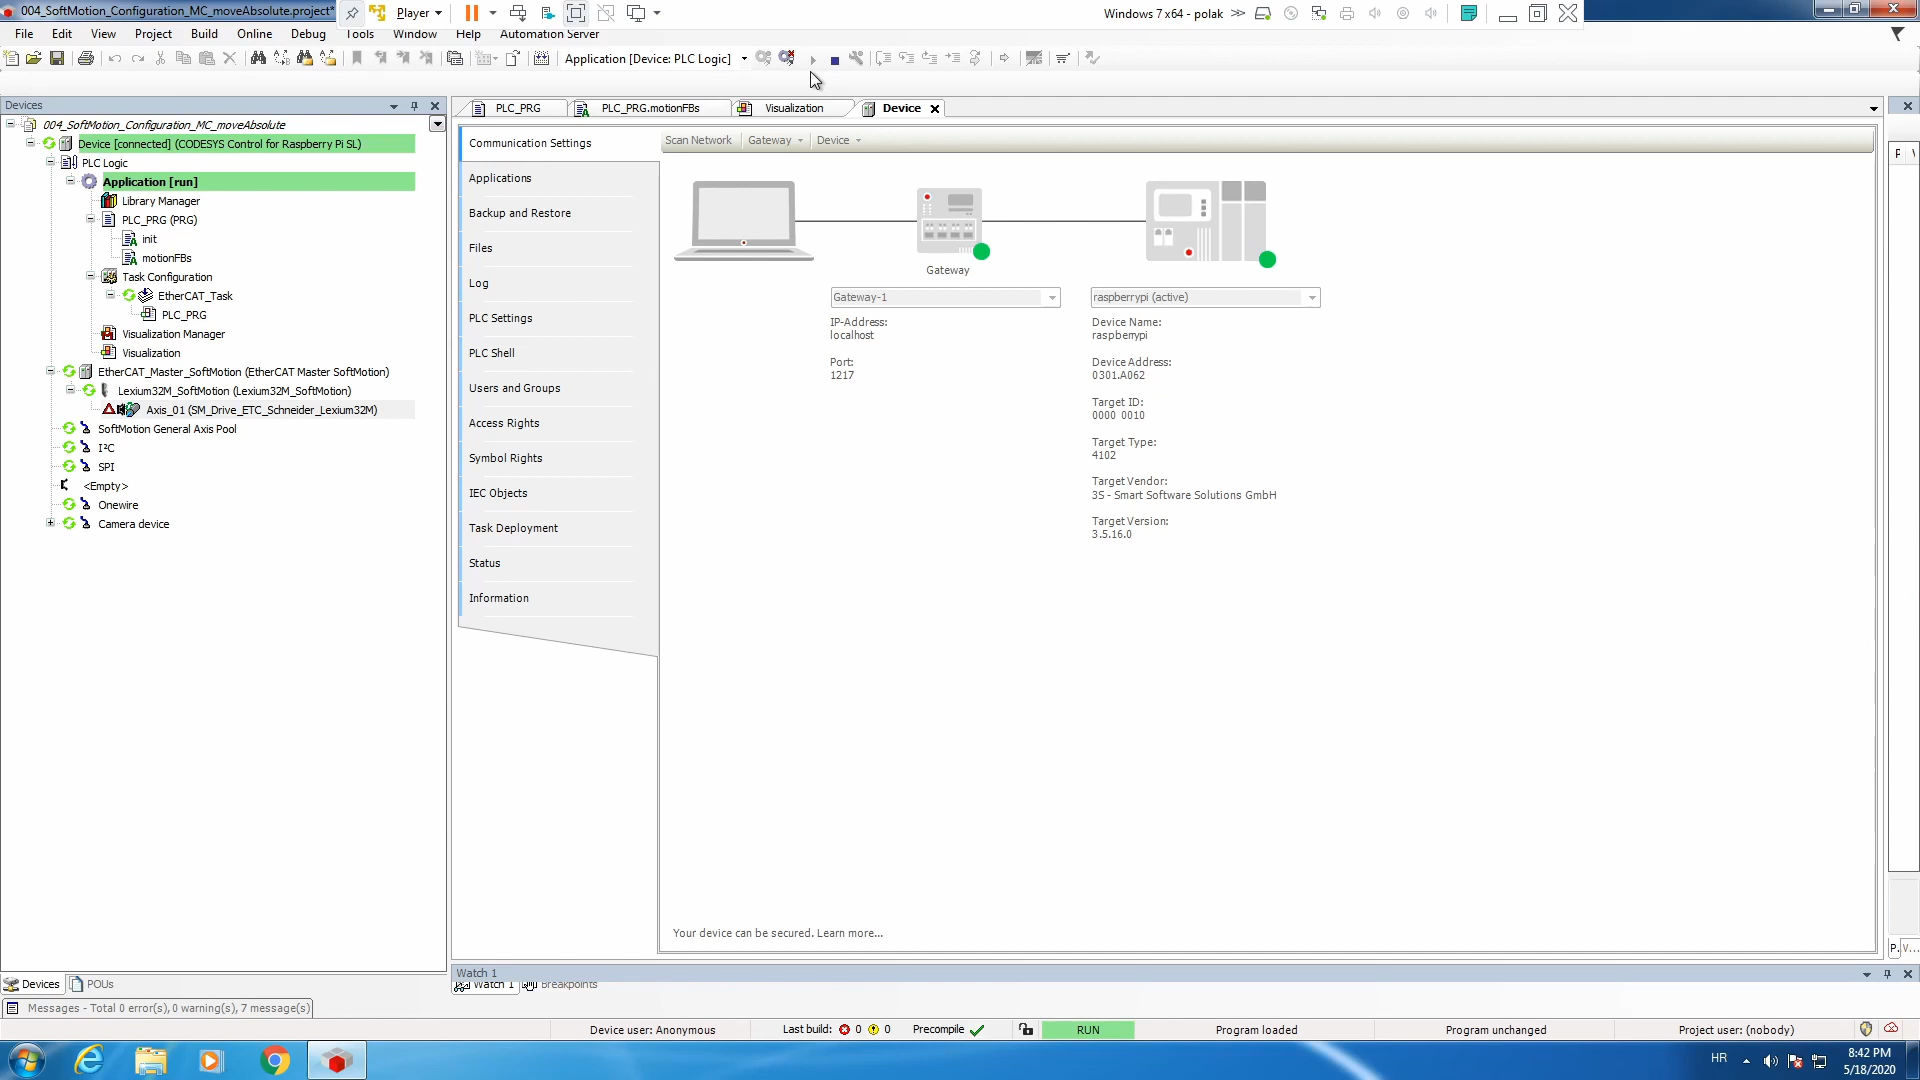 004_SoftMotion_Configuration_MC_moveAbsolute.project*
Player
Windows 7 x64 - polak
File Edit View Project Build Online Debug Tools Window Help Automation Server
Application [Device: PLC Logic]
Devices
004_SoftMotion_Configuration_MC_moveAbsolute
Device [connected] (CODESYS Control for Raspberry Pi SL)
PLC Logic
Application [run]
Library Manager
PLC_PRG (PRG)
init
motionFBs
Task Configuration
EtherCAT_Task
PLC_PRG
Visualization Manager
Visualization
EtherCAT_Master_SoftMotion (EtherCAT Master SoftMotion)
Lexium32M_SoftMotion (Lexium32M_SoftMotion)
Axis_01 (SM_Drive_ETC_Schneider_Lexium32M)
SoftMotion General Axis Pool
I²C
SPI
<Empty>
Onewire
Camera device
Devices POUs
PLC_PRG PLC_PRG.motionFBs Visualization Device
Communication Settings
Applications
Backup and Restore
Files
Log
PLC Settings
PLC Shell
Users and Groups
Access Rights
Symbol Rights
IEC Objects
Task Deployment
Status
Information
Scan Network Gateway Device
Gateway
Gateway-1
IP-Address:
localhost
Port:
1217
raspberrypi (active)
Device Name:
raspberrypi
Device Address:
0301.A062
Target ID:
0000 0010
Target Type:
4102
Target Vendor:
3S - Smart Software Solutions GmbH
Target Version:
3.5.16.0
Your device can be secured. Learn more...
P
P. V...
Watch 1
Watch 1 Breakpoints
Messages - Total 0 error(s), 0 warning(s), 7 message(s)
Device user: Anonymous Last build: 0 0 Precompile RUN Program loaded Program unchanged Project user: (nobody)
HR
8:42 PM
5/18/2020